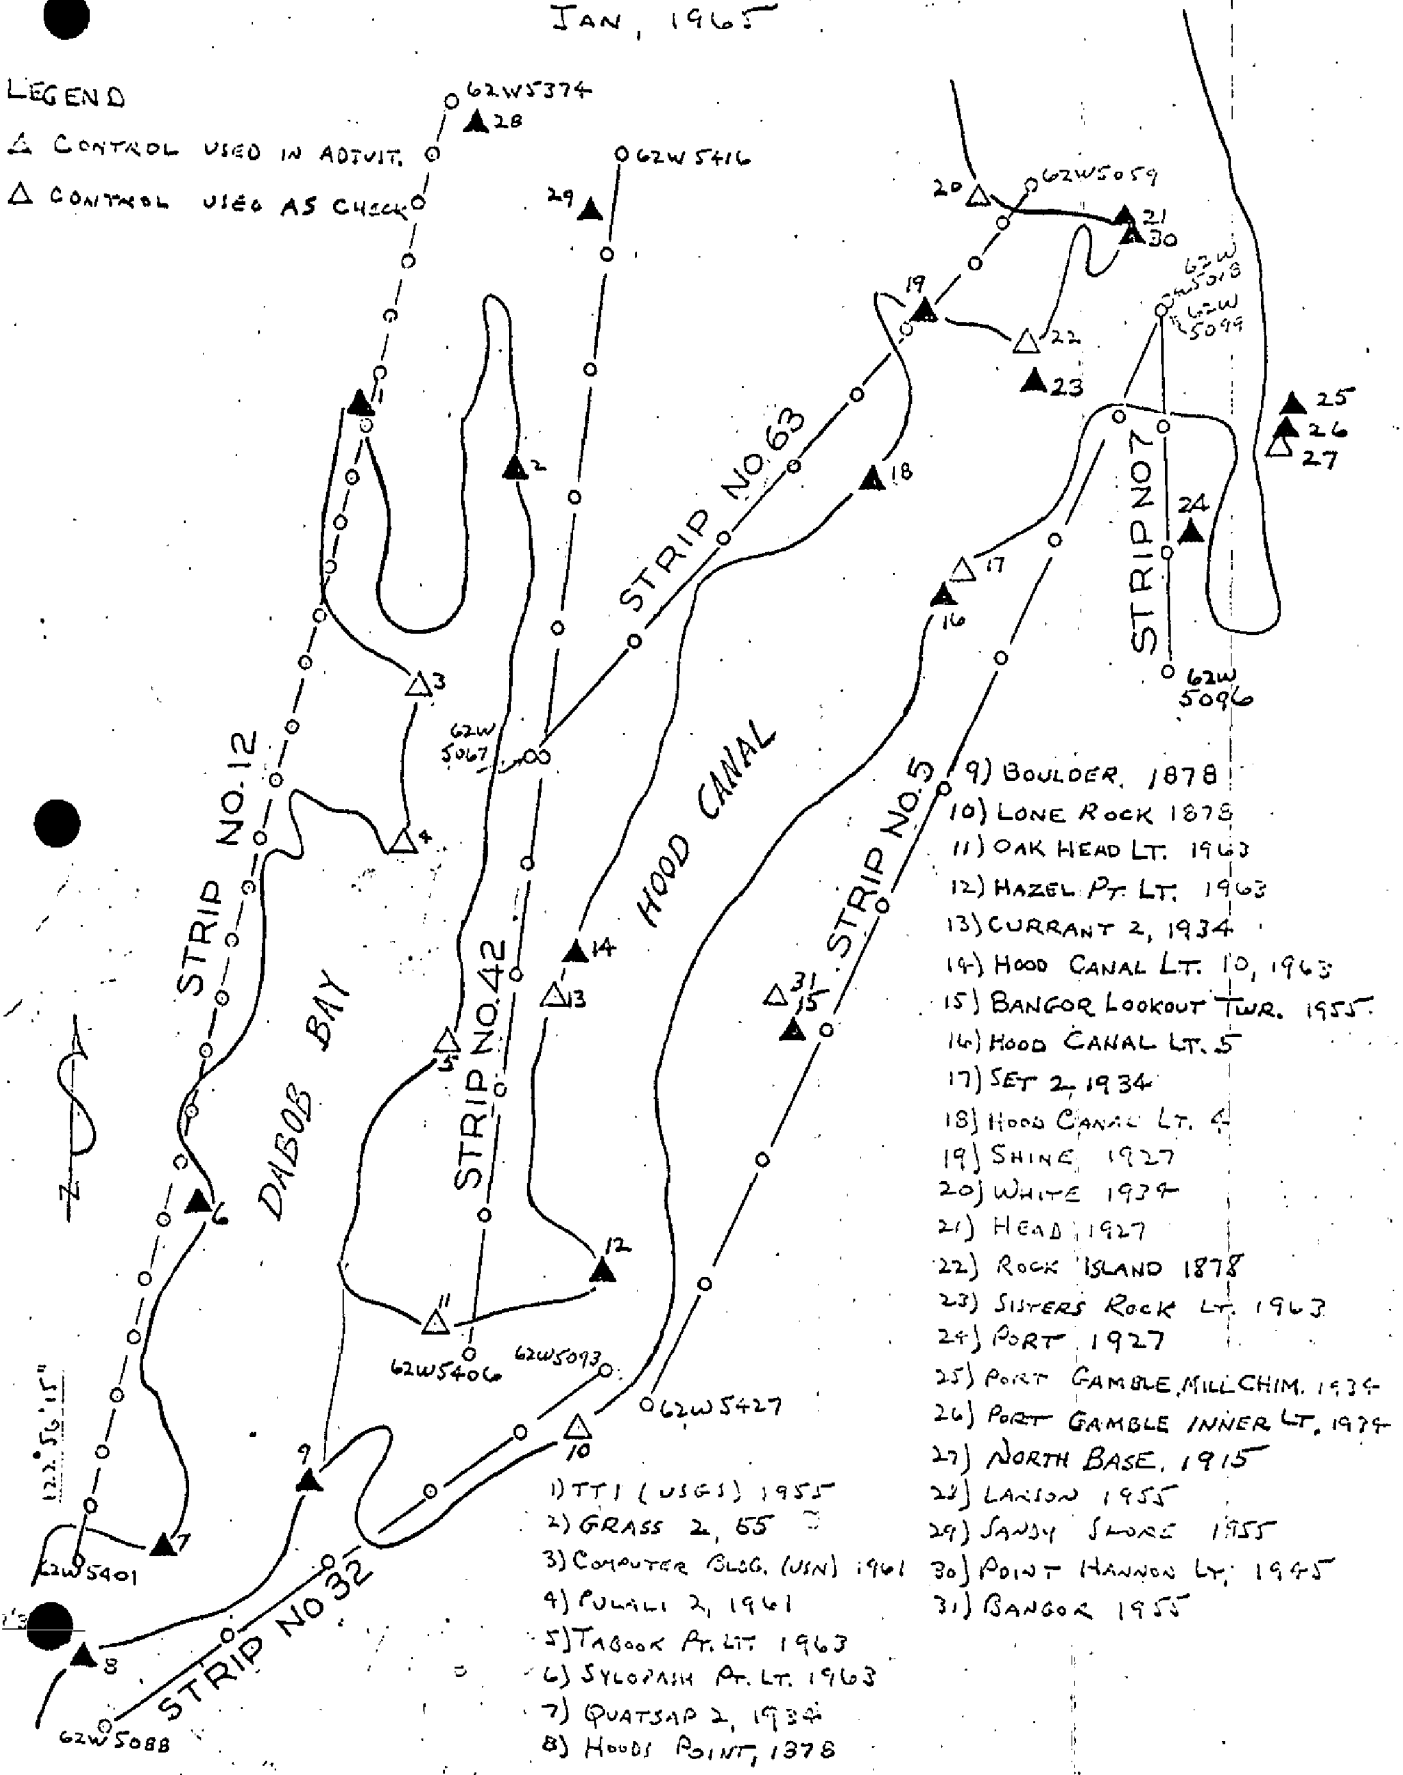 JAN, 1965
LEGEND
△ CONTROL USED IN ADJUST.
△ CONTROL USED AS CHECK
62W5374
28
62W5416
29
20
62W5059
21
30
62W
5018
62W
5099
19
22
23
1
2
18
25
26
27
24
17
16
STRIP NO.63
STRIP NO7
62W
5096
3
4
62W
5067
STRIP NO.12
HOOD CANAL
STRIP NO.5
14
13
31
15
DABOB BAY
5
STRIP NO.42
6
12
11
62W5406
62W5093
62W5427
10
9
122°56'15"
7
62W5401
8
STRIP NO 32
62W5088
N
1) TT1 (USGS) 1955
2) GRASS 2, 55
3) COMPUTER BLDG. (USN) 1961
4) PULALI 2, 1961
5) TABOOK PT. LT. 1963
6) SYLOPASH PT. LT. 1963
7) QUATSAP 2, 1934
8) HOODS POINT, 1878
9) BOULDER, 1878
10) LONE ROCK 1878
11) OAK HEAD LT. 1963
12) HAZEL PT. LT. 1963
13) CURRANT 2, 1934
14) HOOD CANAL LT. 10, 1963
15) BANGOR LOOKOUT TWR. 1955
16) HOOD CANAL LT. 5
17) SET 2, 1934
18) HOOD CANAL LT. 4
19) SHINE, 1927
20) WHITE 1934
21) HEAD, 1927
22) ROCK ISLAND 1878
23) SISTERS ROCK LT. 1963
24) PORT, 1927
25) PORT GAMBLE, MILL CHIM. 1934
26) PORT GAMBLE INNER LT. 1934
27) NORTH BASE, 1915
28) LARSON 1955
29) SANDY SHORE 1955
30) POINT HANNON LT. 1945
31) BANGOR 1955